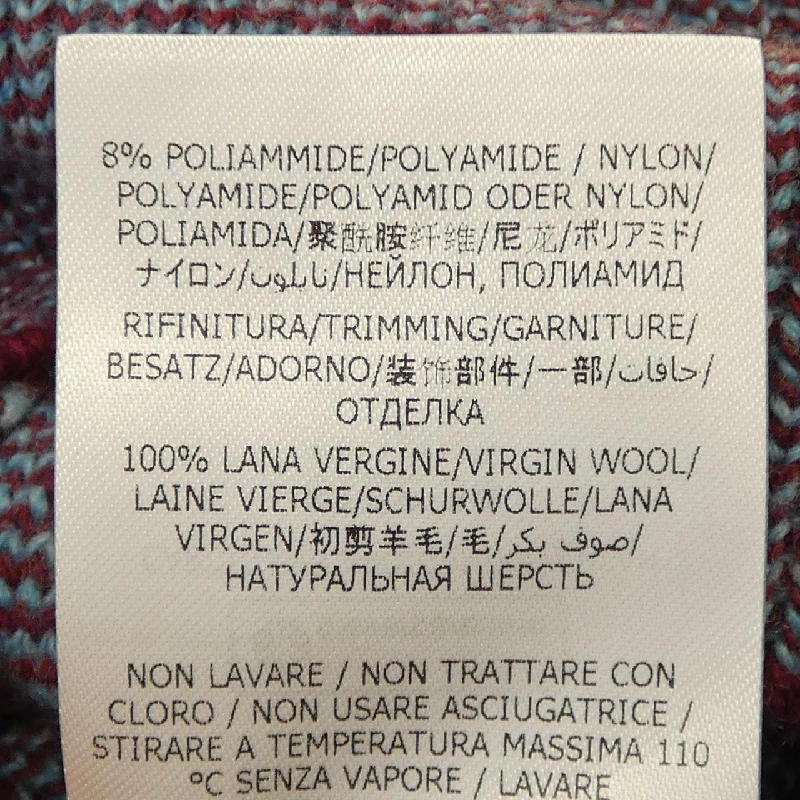 8% POLIAMMIDE/POLYAMIDE / NYLON/
POLYAMIDE/POLYAMID ODER NYLON/
POLIAMIDA/聚酰胺纤维/尼龙/ポリアミド/
ナイロン/نايلون/НЕЙЛОН, ПОЛИАМИД
RIFINITURA/TRIMMING/GARNITURE/
BESATZ/ADORNO/装饰部件/一部/حافات/
ОТДЕЛКА
100% LANA VERGINE/VIRGIN WOOL/
LAINE VIERGE/SCHURWOLLE/LANA
VIRGEN/初剪羊毛/毛/صوف بكر/
НАТУРАЛЬНАЯ ШЕРСТЬ
NON LAVARE / NON TRATTARE CON
CLORO / NON USARE ASCIUGATRICE /
STIRARE A TEMPERATURA MASSIMA 110
°C SENZA VAPORE / LAVARE